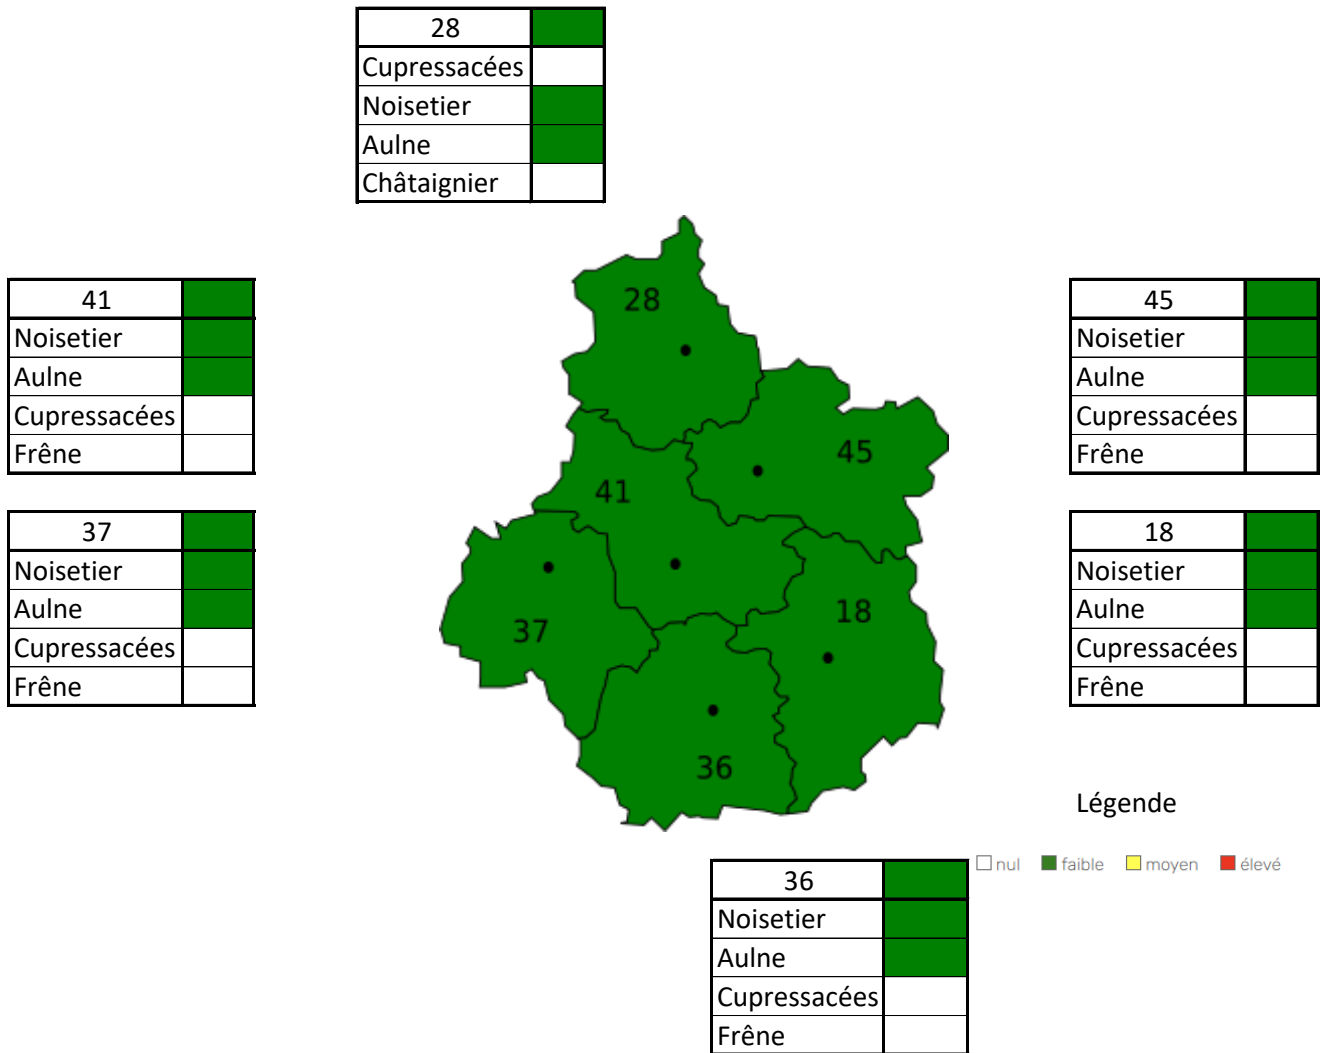 28
Cupressacées
Noisetier
Aulne
Châtaignier
41
Noisetier
Aulne
Cupressacées
Frêne
37
Noisetier
Aulne
Cupressacées
Frêne
28
45
41
18
37
36
45
Noisetier
Aulne
Cupressacées
Frêne
18
Noisetier
Aulne
Cupressacées
Frêne
Légende
nul faible moyen élevé
36
Noisetier
Aulne
Cupressacées
Frêne